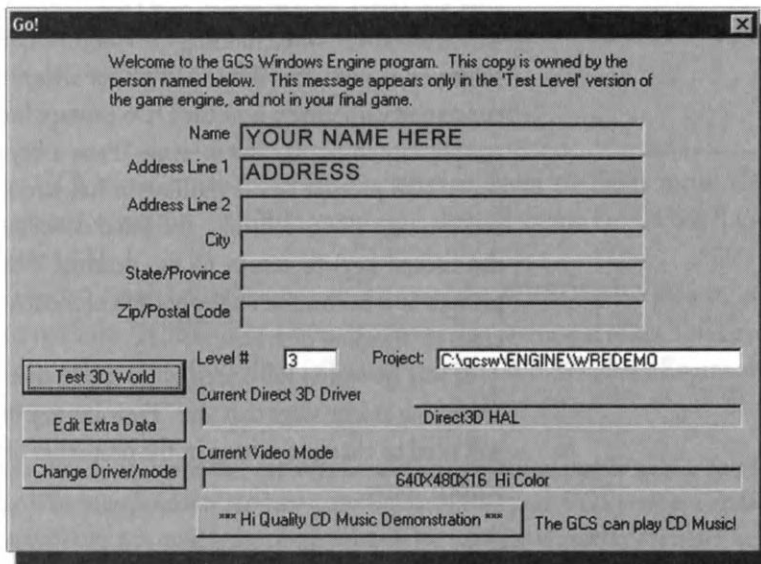 Go!
Welcome to the GCS Windows Engine program. This copy is owned by the
person named below. This message appears only in the 'Test Level' version of
the game engine, and not in your final game.
Name YOUR NAME HERE
Address Line 1 ADDRESS
Address Line 2
City
State/Province
Zip/Postal Code
Level # 3 Project: C:\gcsw\ENGINE\WREDEMO
Test 3D World
Current Direct 3D Driver
Direct3D HAL
Edit Extra Data
Current Video Mode
Change Driver/mode
640X480X16 Hi Color
*** Hi Quality CD Music Demonstration *** The GCS can play CD Music!